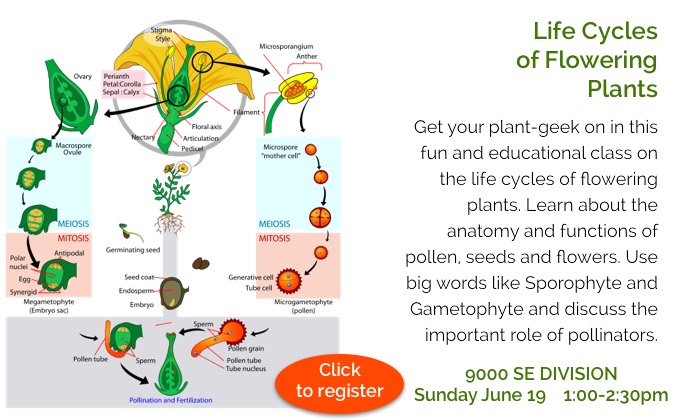 Life Cycles
of Flowering
Plants
Get your plant-geek on in this
fun and educational class on
the life cycles of flowering
plants. Learn about the
anatomy and functions of
pollen, seeds and flowers. Use
big words like Sporophyte and
Gametophyte and discuss the
important role of pollinators.
9000 SE DIVISION
Sunday June 19 1:00-2:30pm
Stigma
Style
Perianth
Petal:Corolla
Sepal :Calyx
Filament
Floral axis
Articulation
Nectary
Pedicel
Microsporangium
Anther
Ovary
Macrospore
Ovule
MEIOSIS
MITOSIS
Polar
nuclei
Antipodal
Egg
Synergid
Megametophyte
(Embryo sac)
Microspore
"mother cell"
MEIOSIS
MITOSIS
Generative cell
Tube cell
Microgametophyte
(pollen)
Germinating seed
Seed coat
Endosperm
Embryo
Pollen tube
Sperm
Sperm
Pollen grain
Pollen tube
Tube nucleus
Pollination and Fertilization
Click
to register